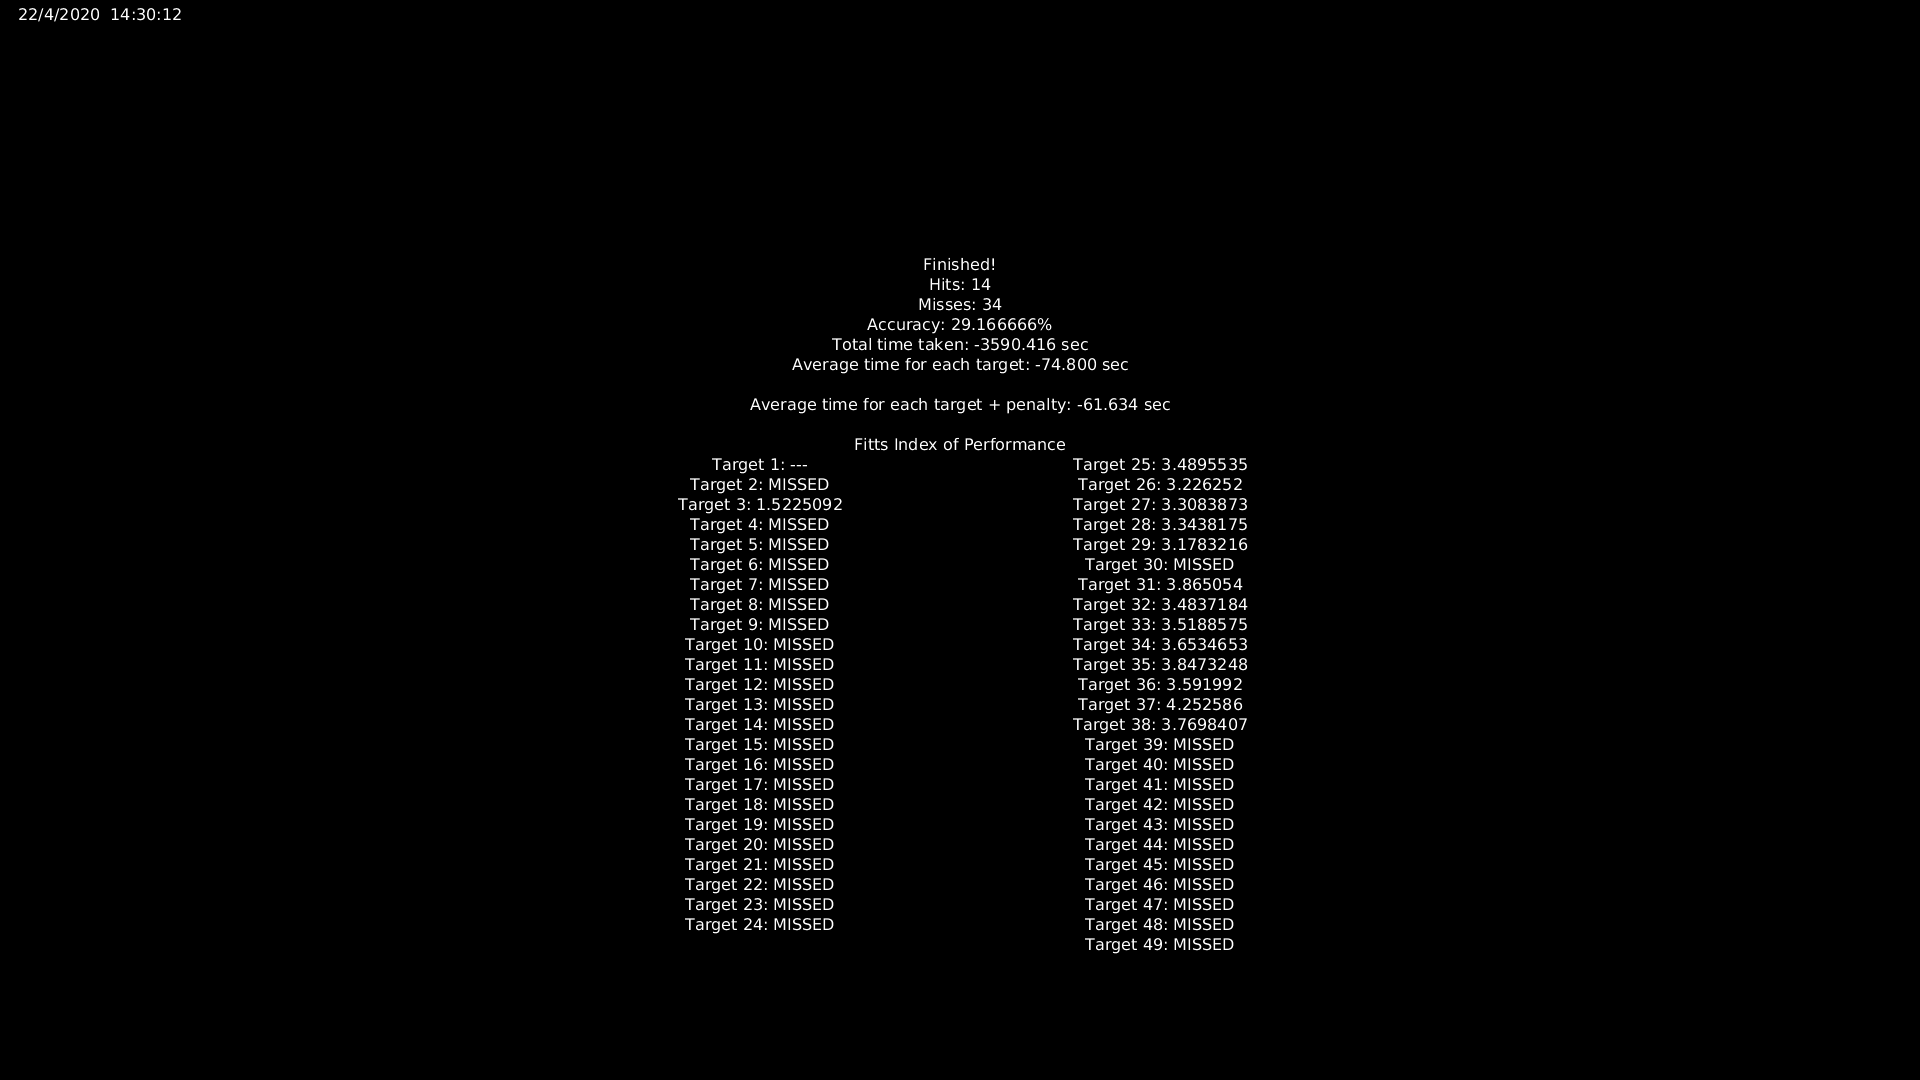 22/4/2020  14:30:12
Finished!
Hits: 14
Misses: 34
Accuracy: 29.166666%
Total time taken: -3590.416 sec
Average time for each target: -74.800 sec
Average time for each target + penalty: -61.634 sec
Fitts Index of Performance
Target 1: ---
Target 2: MISSED
Target 3: 1.5225092
Target 4: MISSED
Target 5: MISSED
Target 6: MISSED
Target 7: MISSED
Target 8: MISSED
Target 9: MISSED
Target 10: MISSED
Target 11: MISSED
Target 12: MISSED
Target 13: MISSED
Target 14: MISSED
Target 15: MISSED
Target 16: MISSED
Target 17: MISSED
Target 18: MISSED
Target 19: MISSED
Target 20: MISSED
Target 21: MISSED
Target 22: MISSED
Target 23: MISSED
Target 24: MISSED
Target 25: 3.4895535
Target 26: 3.226252
Target 27: 3.3083873
Target 28: 3.3438175
Target 29: 3.1783216
Target 30: MISSED
Target 31: 3.865054
Target 32: 3.4837184
Target 33: 3.5188575
Target 34: 3.6534653
Target 35: 3.8473248
Target 36: 3.591992
Target 37: 4.252586
Target 38: 3.7698407
Target 39: MISSED
Target 40: MISSED
Target 41: MISSED
Target 42: MISSED
Target 43: MISSED
Target 44: MISSED
Target 45: MISSED
Target 46: MISSED
Target 47: MISSED
Target 48: MISSED
Target 49: MISSED